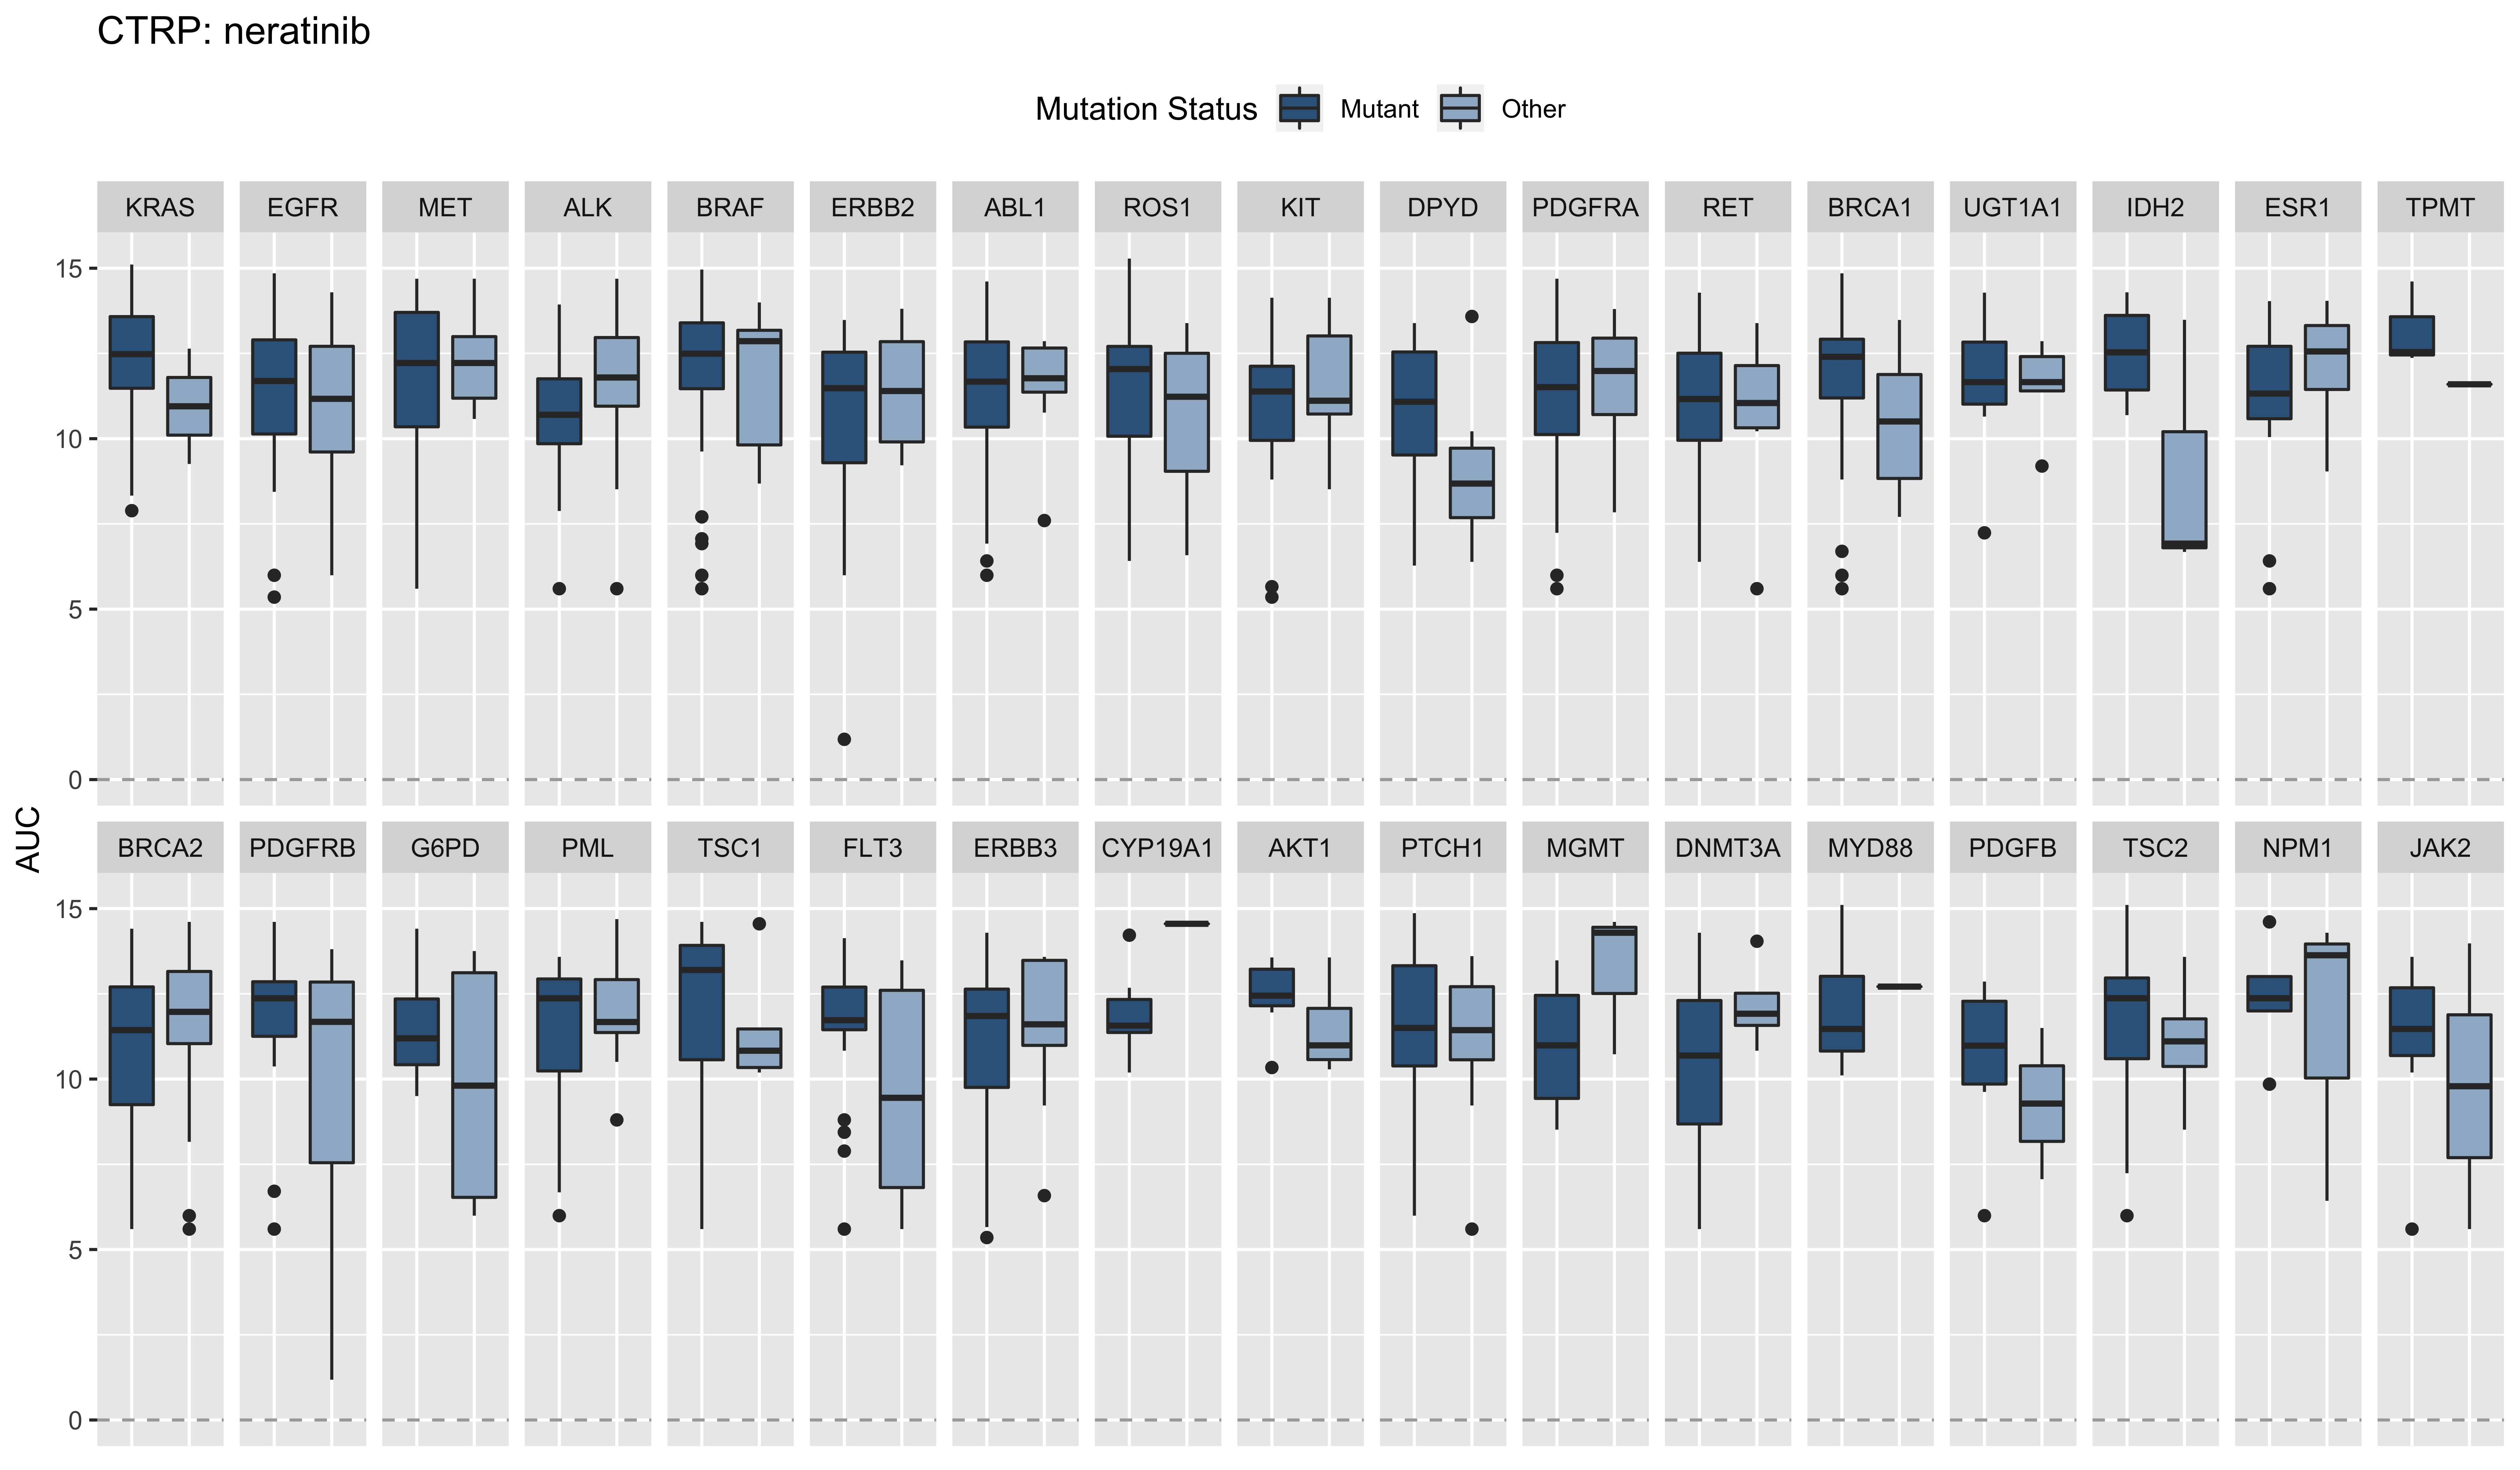 CTRP: neratinib
Mutation Status Mutant Other
KRAS EGFR MET ALK BRAF ERBB2 ABL1 ROS1 KIT DPYD PDGFRA RET BRCA1 UGT1A1 IDH2 ESR1 TPMT
15
10
5
0
AUC
BRCA2 PDGFRB G6PD PML TSC1 FLT3 ERBB3 CYP19A1 AKT1 PTCH1 MGMT DNMT3A MYD88 PDGFB TSC2 NPM1 JAK2
15
10
5
0